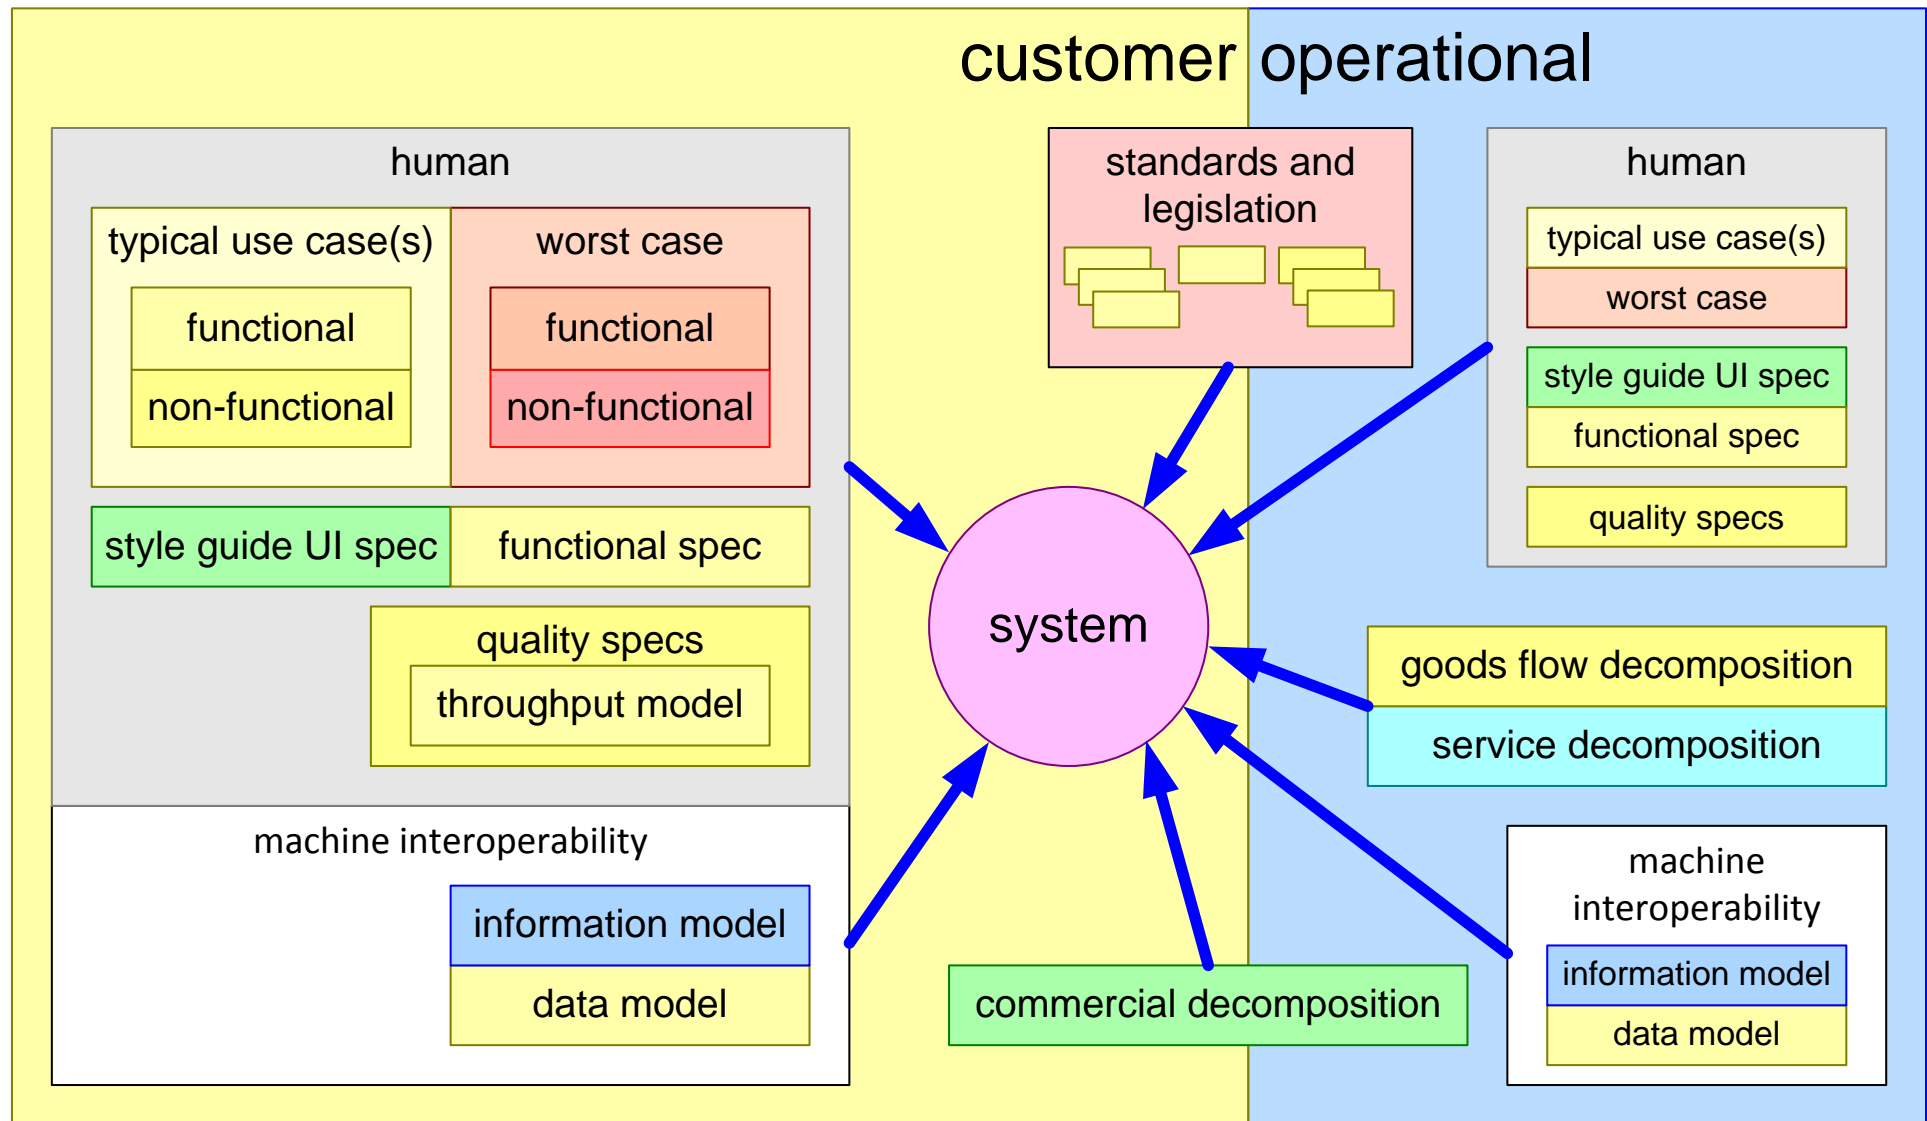 customer
operational
human
typical use case(s)
functional
non-functional
worst case
functional
non-functional
style guide UI spec
functional spec
quality specs
throughput model
machine interoperability
information model
data model
standards and
legislation
system
commercial decomposition
human
typical use case(s)
worst case
style guide UI spec
functional spec
quality specs
goods flow decomposition
service decomposition
machine
interoperability
information model
data model